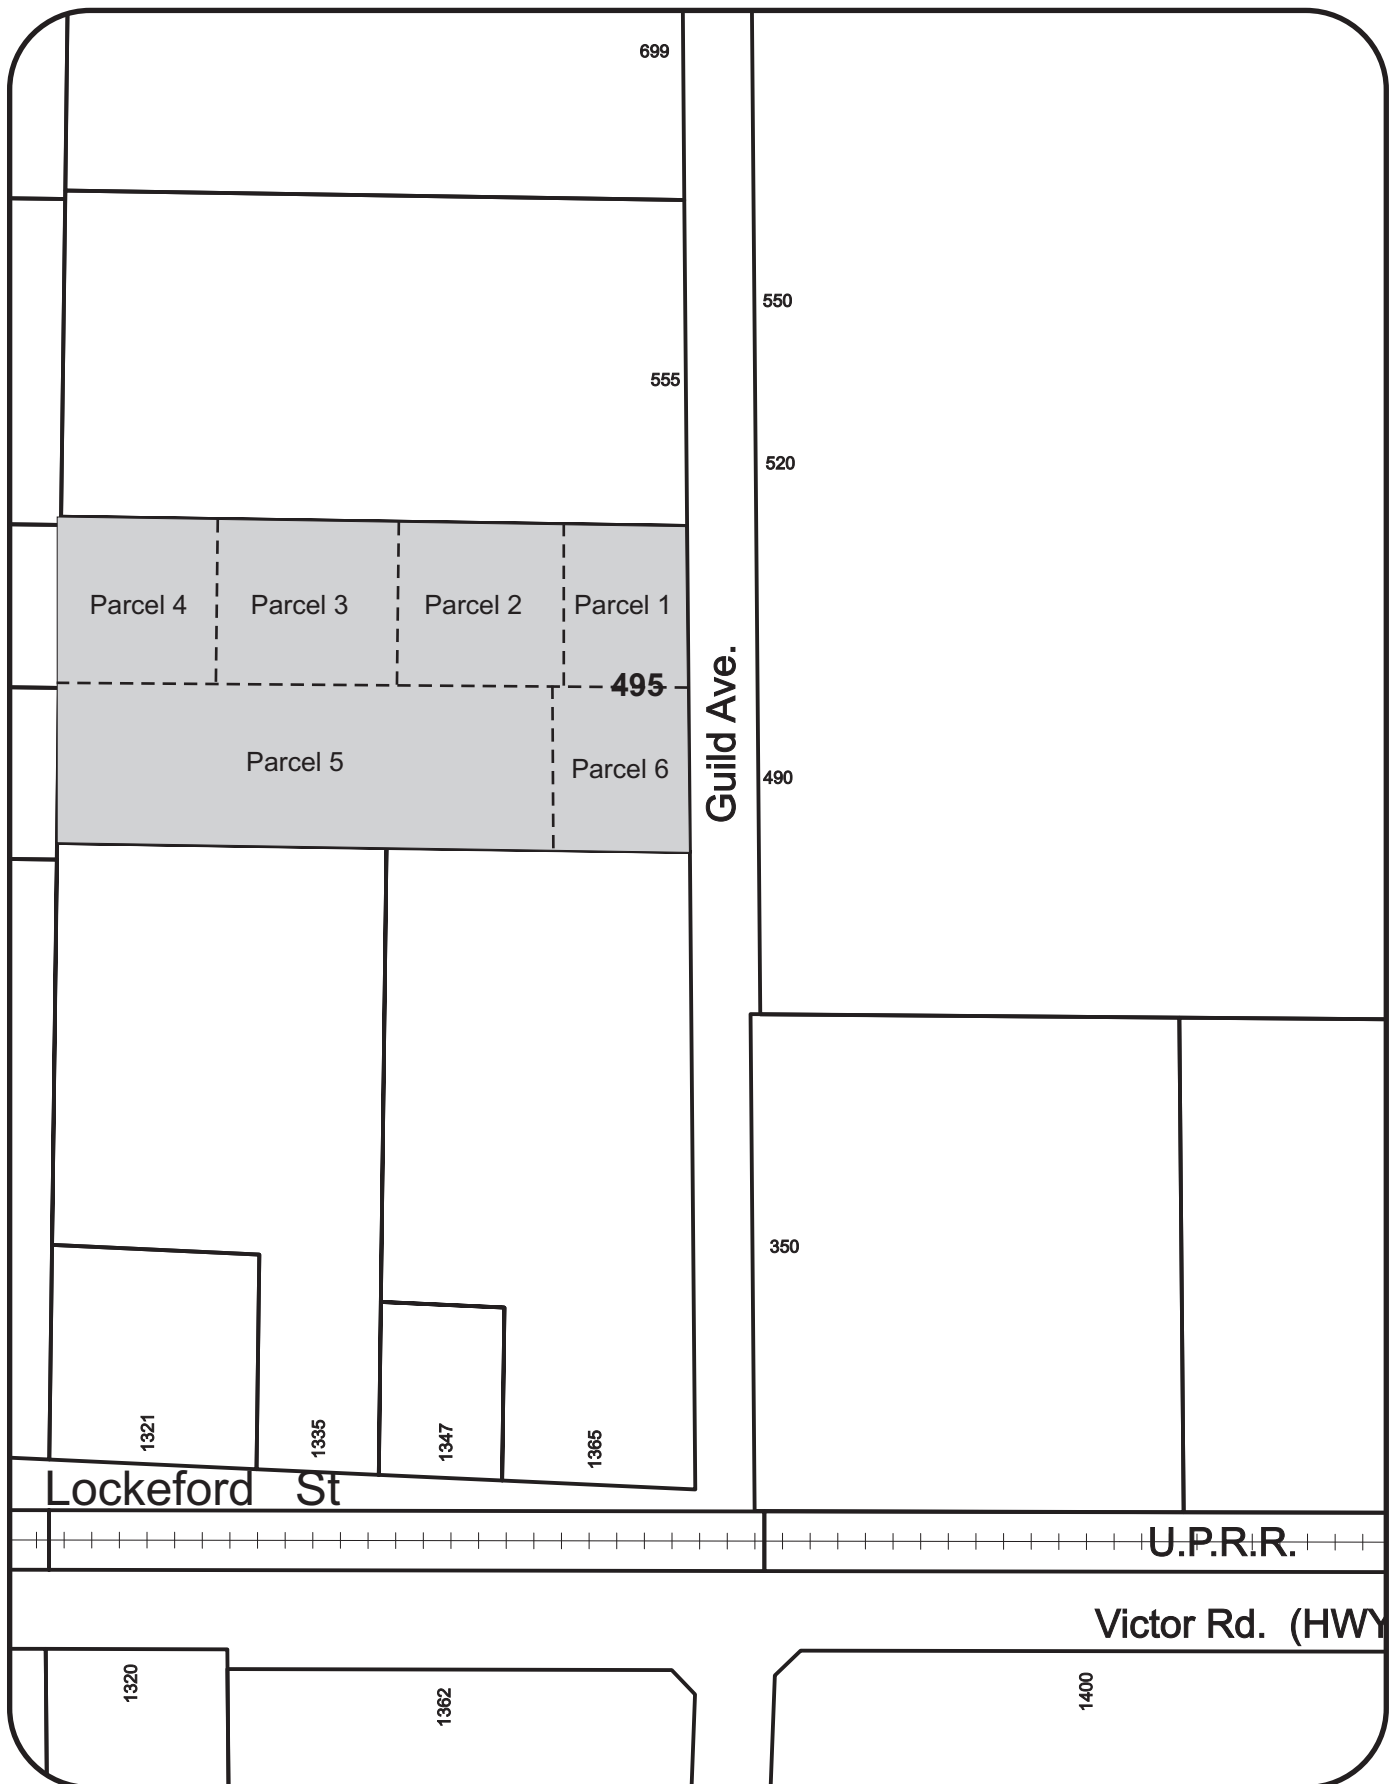 699
550
555
520
Parcel 4
Parcel 3
Parcel 2
Parcel 1
495
Guild Ave.
Parcel 5
Parcel 6
490
350
1321
1335
1347
1365
Lockeford St
U.P.R.R.
Victor Rd. (HWY
1320
1362
1400